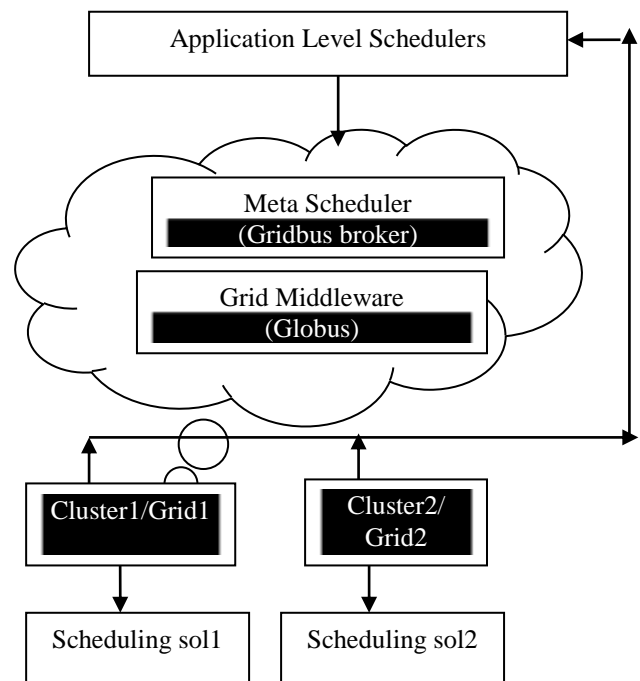 Application Level Schedulers
Meta Scheduler
(Gridbus broker)
Grid Middleware
(Globus)
Cluster1/Grid1
Cluster2/
Grid2
Scheduling sol1
Scheduling sol2